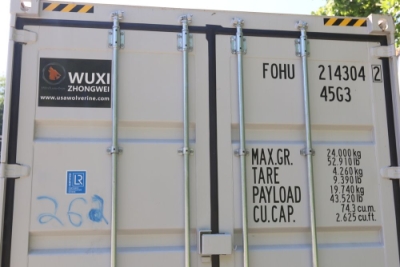 WUXI
ZHONGWEI
www.usawolverine.com
LR
262
FOHU 214304 2
45G3
MAX.GR. 24.000 kg
52.910 lb
TARE 4.260 kg
9.390 lb
PAYLOAD 19.740 kg
43.520 lb
CU.CAP. 74.3 cu.m
2.625 cu.ft.